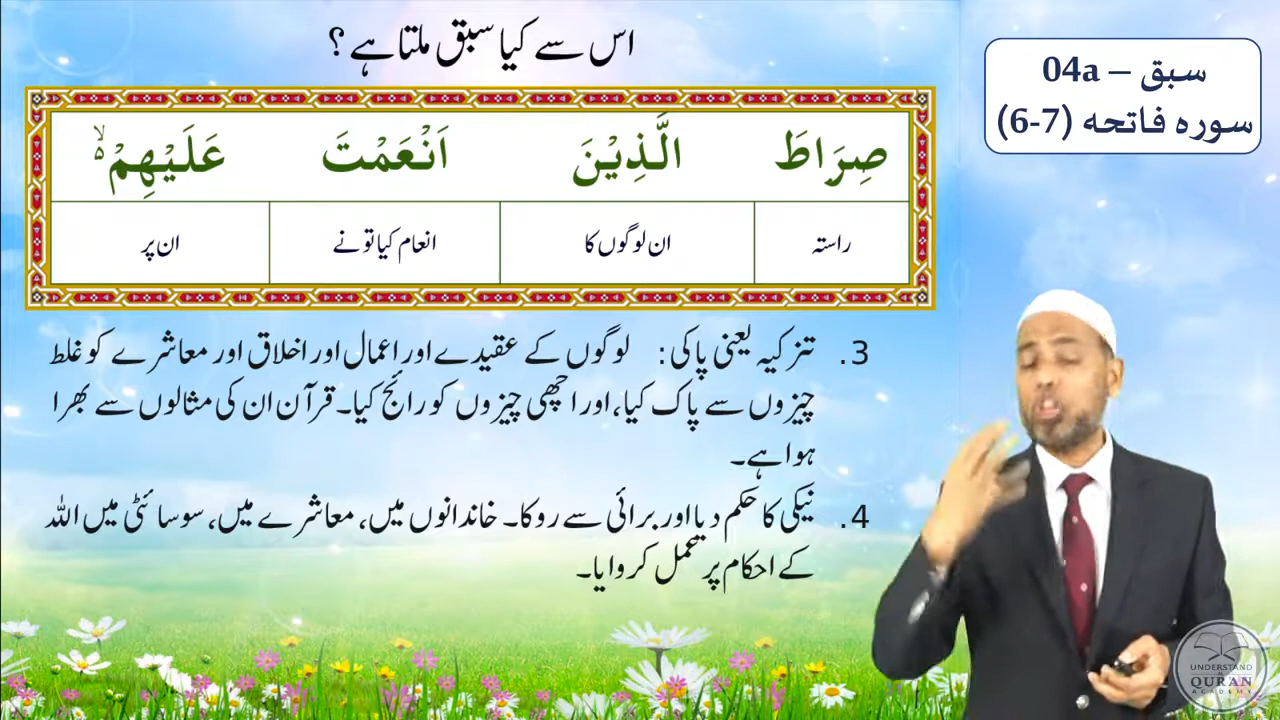 اس سے کیا سبق ملتا ہے ؟
سبق – 04a
سورہ فاتحہ (6-7)
صِرَاطَ الَّذِيْنَ اَنْعَمْتَ عَلَيْهِمْ ۙ۬
راستہ ان لوگوں کا انعام کیا تو نے ان پر
3. تزکیہ یعنی پاکی: لوگوں کے عقیدے اور اعمال اور اخلاق اور معاشرے کو غلط
چیزوں سے پاک کیا، اور اچھی چیزوں کو رائج کیا۔ قرآن ان کی مثالوں سے بھرا
ہوا ہے۔
4. نیکی کا حکم دیا اور برائی سے روکا۔ خاندانوں میں، معاشرے میں، سوسائٹی میں اللہ
کے احکام پر عمل کروایا۔
UNDERSTAND
QURAN
ACADEMY